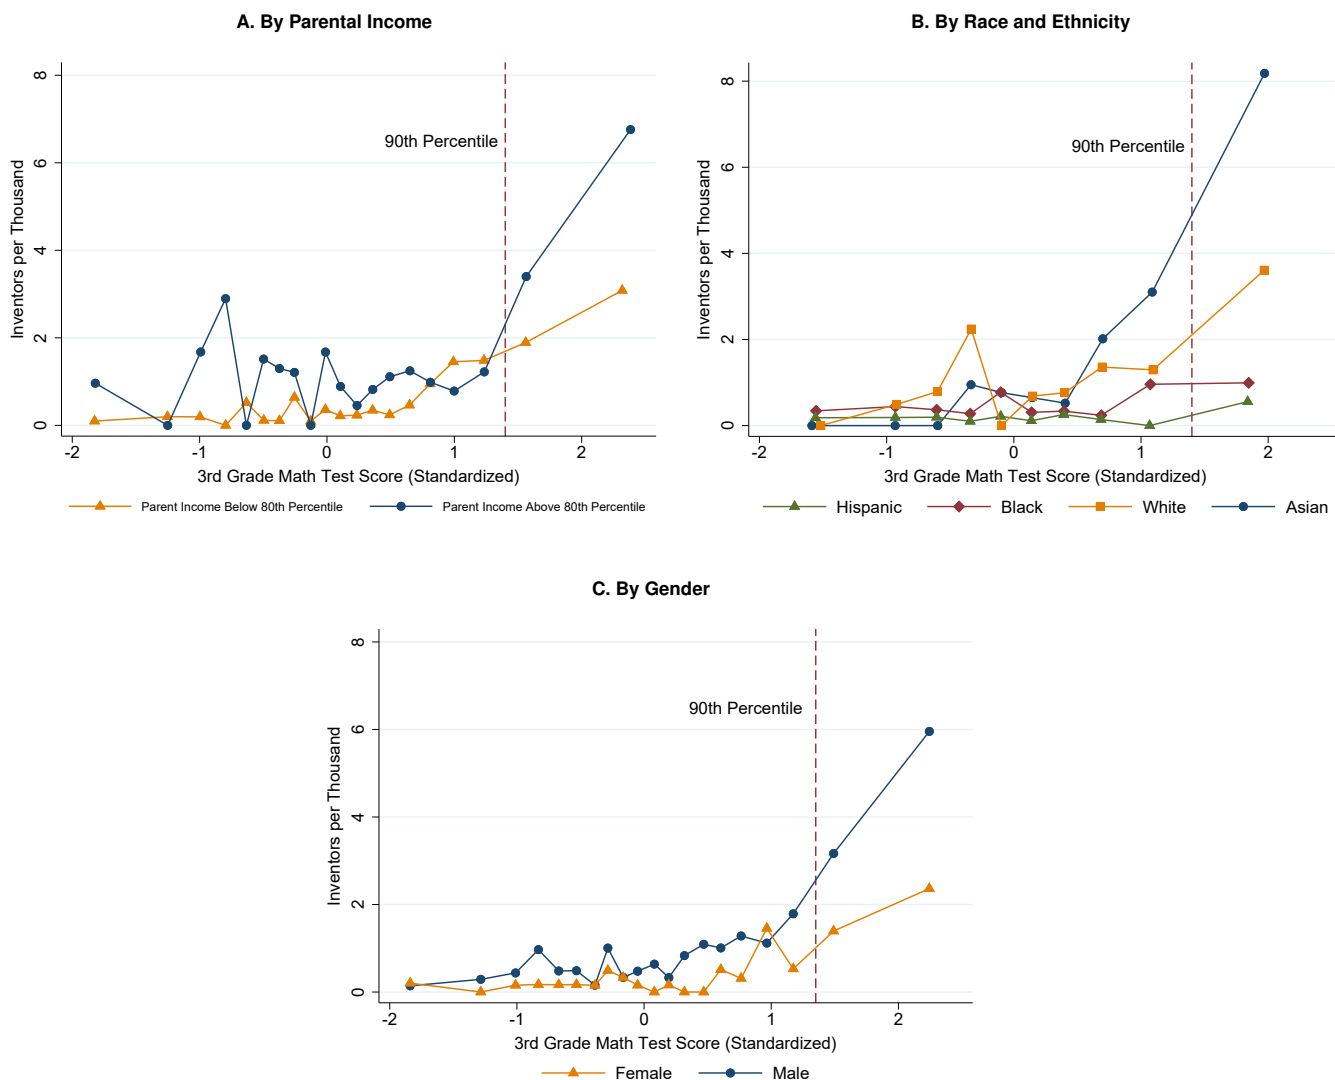 A. By Parental Income
8
6
4
2
0
Inventors per Thousand
90th Percentile
-2 -1 0 1 2
3rd Grade Math Test Score (Standardized)
Parent Income Below 80th Percentile Parent Income Above 80th Percentile
B. By Race and Ethnicity
8
6
4
2
0
Inventors per Thousand
90th Percentile
-2 -1 0 1 2
3rd Grade Math Test Score (Standardized)
Hispanic Black White Asian
C. By Gender
8
6
4
2
0
Inventors per Thousand
90th Percentile
-2 -1 0 1 2
3rd Grade Math Test Score (Standardized)
Female Male